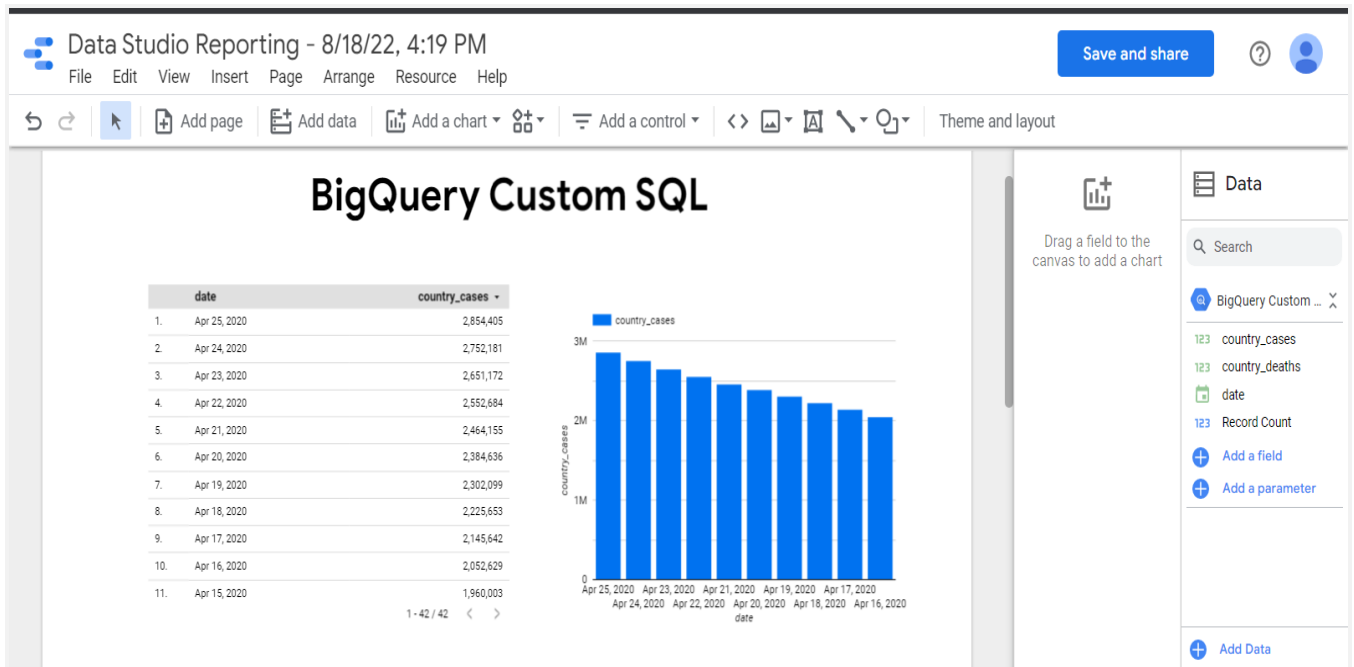 Data Studio Reporting - 8/18/22, 4:19 PM
File Edit View Insert Page Arrange Resource Help
Save and share
Add page Add data Add a chart Add a control Theme and layout
BigQuery Custom SQL
date country_cases
1. Apr 25, 2020 2,854,405
2. Apr 24, 2020 2,752,181
3. Apr 23, 2020 2,651,172
4. Apr 22, 2020 2,552,684
5. Apr 21, 2020 2,464,155
6. Apr 20, 2020 2,384,636
7. Apr 19, 2020 2,302,099
8. Apr 18, 2020 2,225,653
9. Apr 17, 2020 2,145,642
10. Apr 16, 2020 2,052,629
11. Apr 15, 2020 1,960,003
1 - 42 / 42
country_cases
3M
2M
1M
0
country_cases
Apr 25, 2020 Apr 23, 2020 Apr 21, 2020 Apr 19, 2020 Apr 17, 2020
Apr 24, 2020 Apr 22, 2020 Apr 20, 2020 Apr 18, 2020 Apr 16, 2020
date
Drag a field to the
canvas to add a chart
Data
Search
BigQuery Custom ...
123 country_cases
123 country_deaths
date
123 Record Count
Add a field
Add a parameter
Add Data